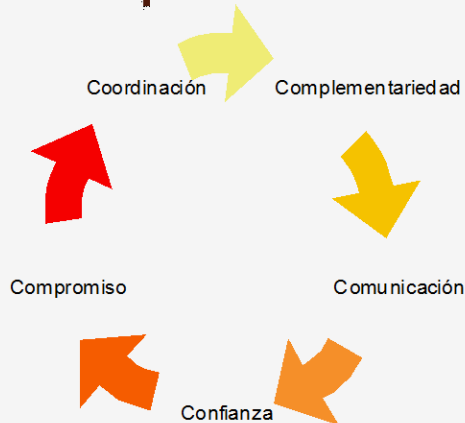 Coordinación
Complementariedad
Comunicación
Confianza
Compromiso